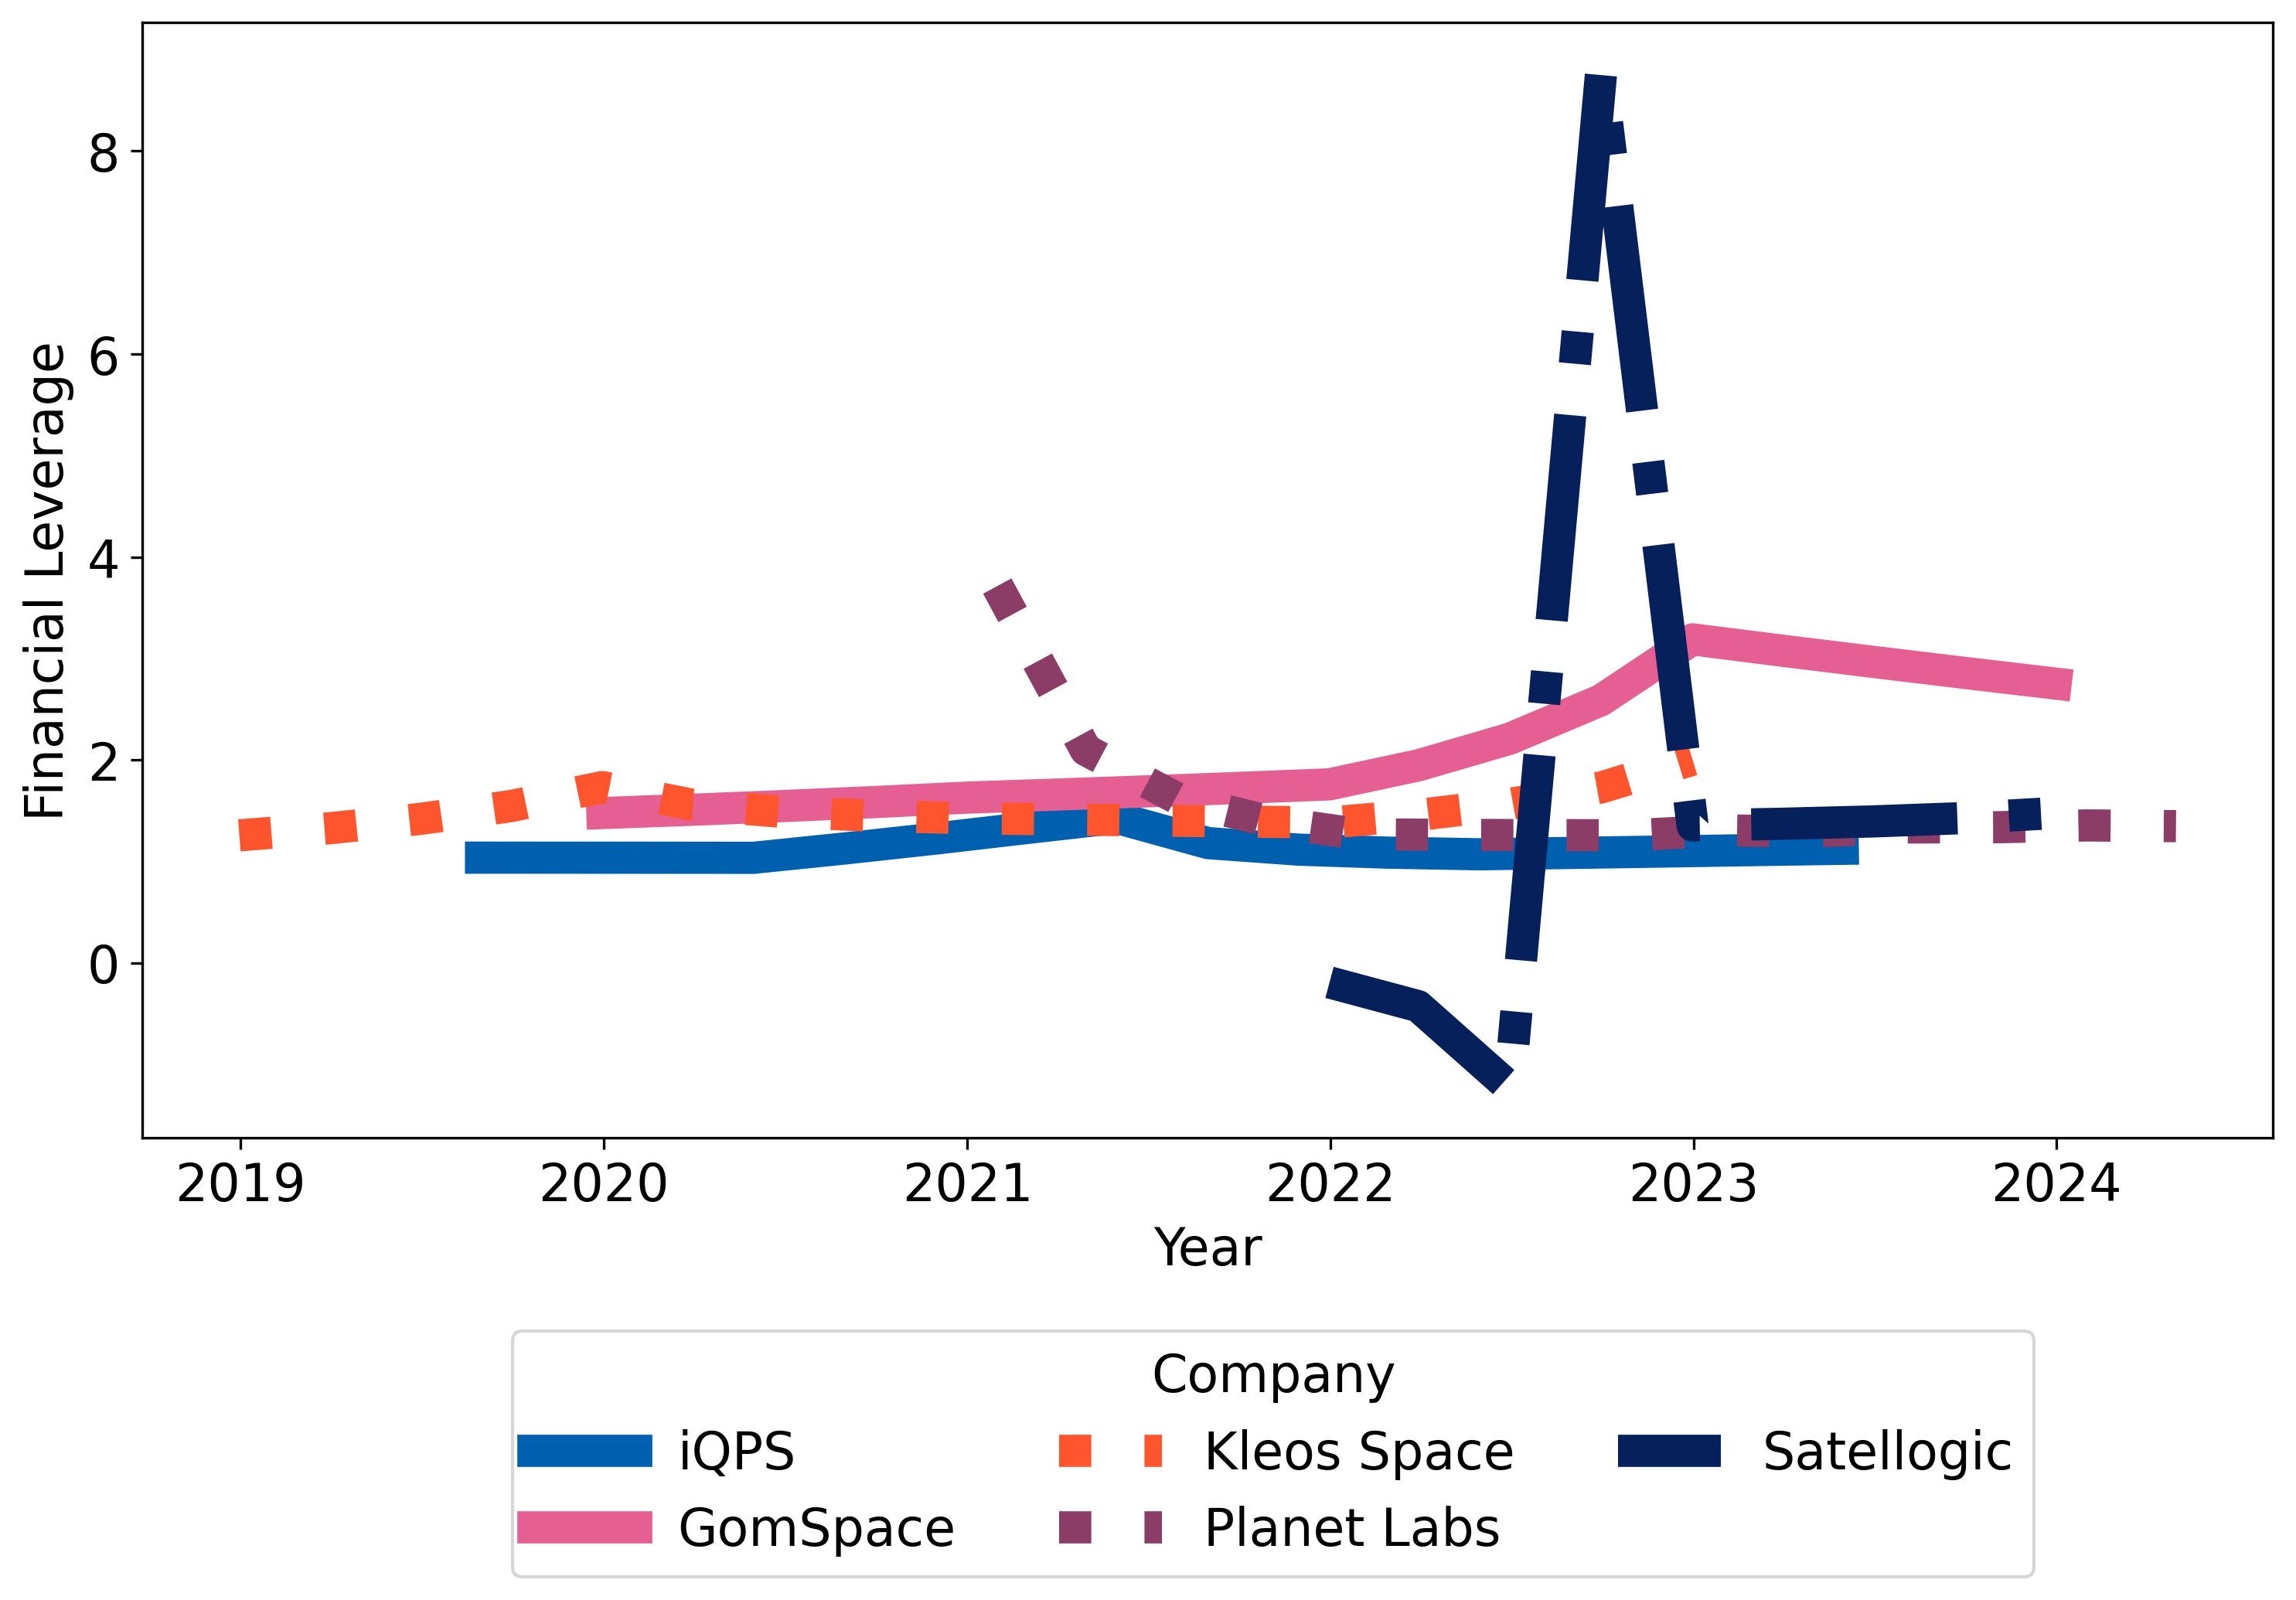 Financial Leverage
8
6
4
2
0
2019 2020 2021 2022 2023 2024
Year
Company
iQPS Kleos Space Satellogic
GomSpace Planet Labs